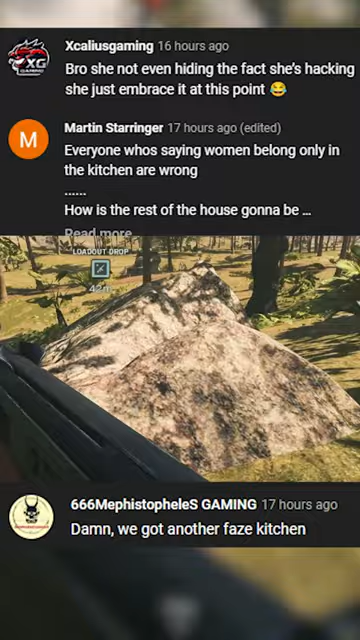 Xcaliusgaming 16 hours ago
Bro she not even hiding the fact she's hacking
she just embrace it at this point 😂
XG
GAMING
M
Martin Starringer 17 hours ago (edited)
Everyone whos saying women belong only in
the kitchen are wrong
......
How is the rest of the house gonna be ...
Read more
LOADOUT DROP
42m
666MephistopheleS GAMING 17 hours ago
Damn, we got another faze kitchen